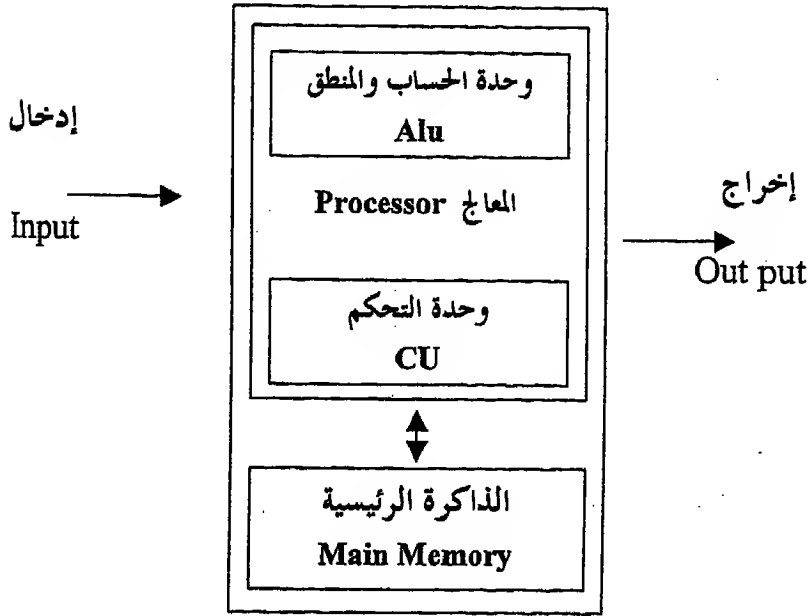 وحدة الحساب والمنطق
Alu
إدخال
Input
المعالج Processor
إخراج
Out put
وحدة التحكم
CU
الذاكرة الرئيسية
Main Memory